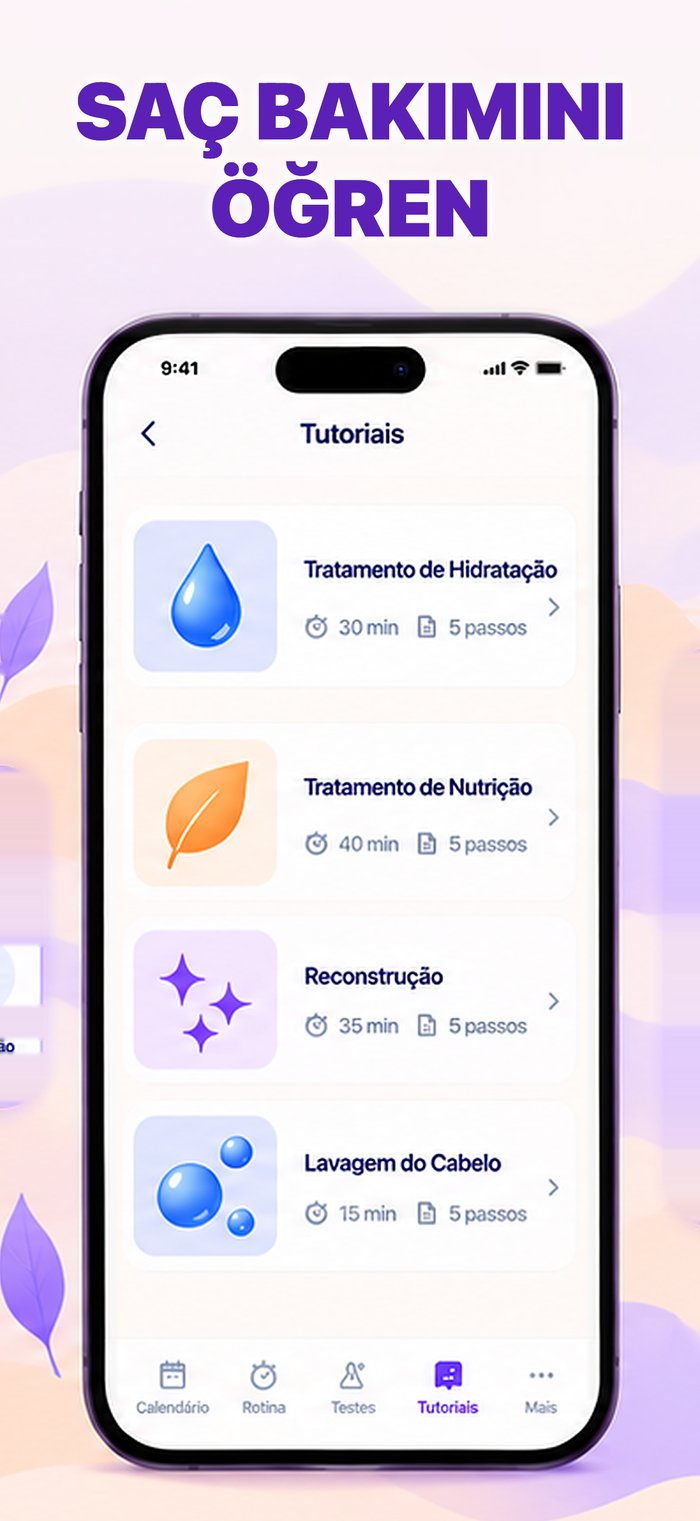 SAÇ BAKIMINI
ÖĞREN
9:41
Tutoriais
Tratamento de Hidratação
30 min 5 passos
Tratamento de Nutrição
40 min 5 passos
Reconstrução
35 min 5 passos
ão
Lavagem do Cabelo
15 min 5 passos
Calendário Rotina Testes Tutoriais Mais